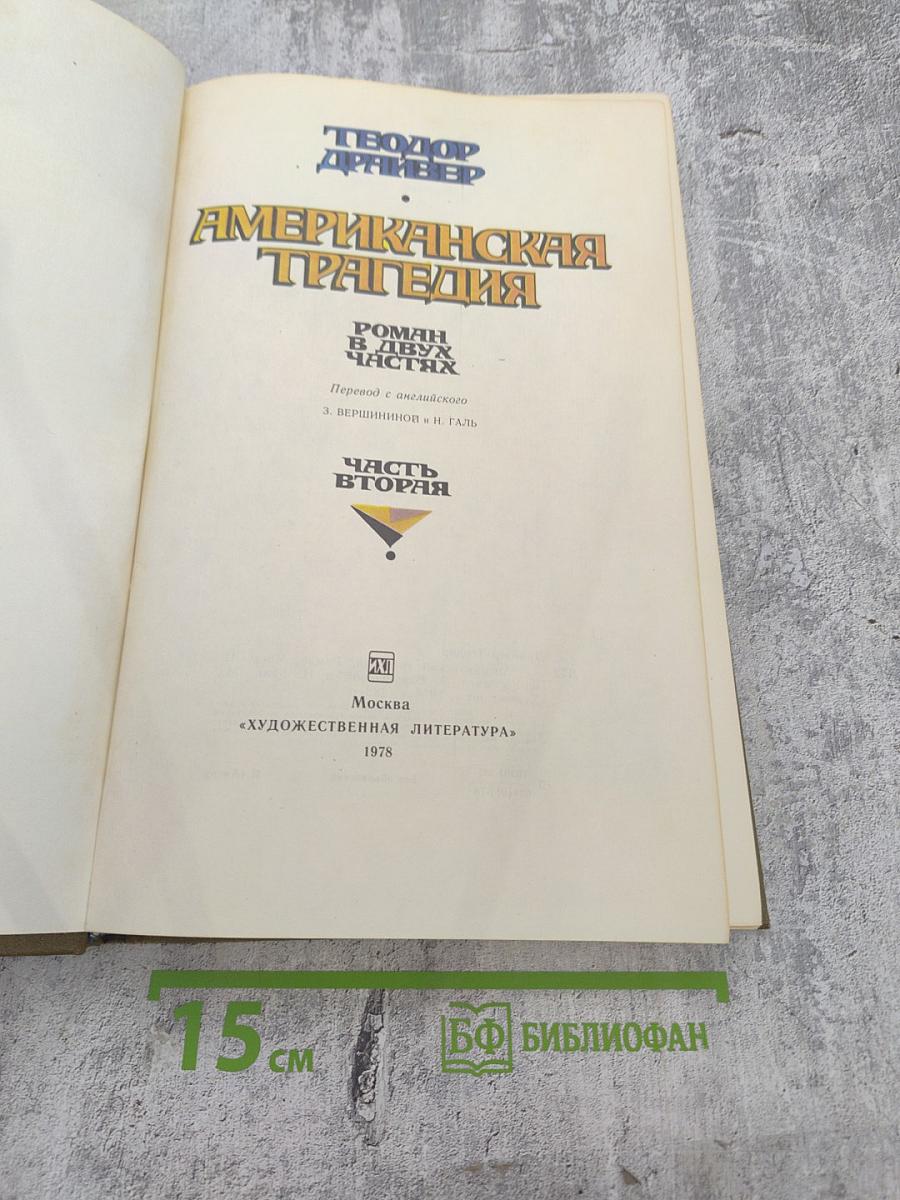 ТЕОДОР
ДРАЙЗЕР
АМЕРИКАНСКАЯ
ТРАГЕДИЯ
РОМАН
В ДВУХ
ЧАСТЯХ
Перевод с английского
З. ВЕРШИНИНОЙ и Н. ГАЛЬ
ЧАСТЬ
ВТОРАЯ
ИХЛ
Москва
«ХУДОЖЕСТВЕННАЯ ЛИТЕРАТУРА»
1978
15 см
БФ БИБЛИОФАН